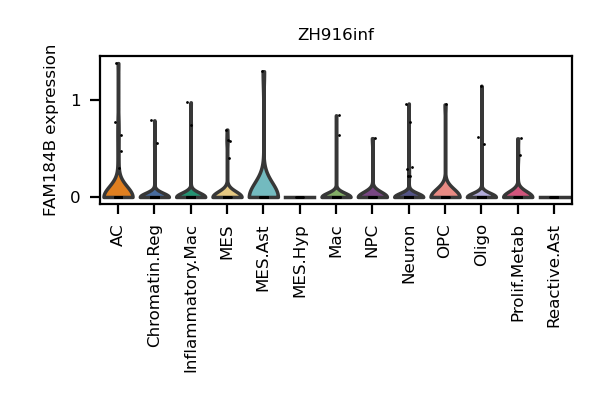 ZH916inf
FAM184B expression
1
0
AC
Chromatin.Reg
Inflammatory.Mac
MES
MES.Ast
MES.Hyp
Mac
NPC
Neuron
OPC
Oligo
Prolif.Metab
Reactive.Ast